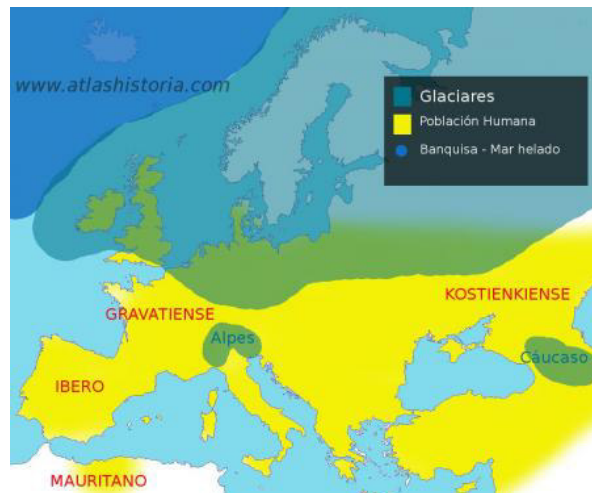 www.atlashistoria.com
Glaciares
Población Humana
Banquisa - Mar helado
KOSTIENKIENSE
GRAVATIENSE
Alpes
Cáucaso
IBERO
MAURITANO